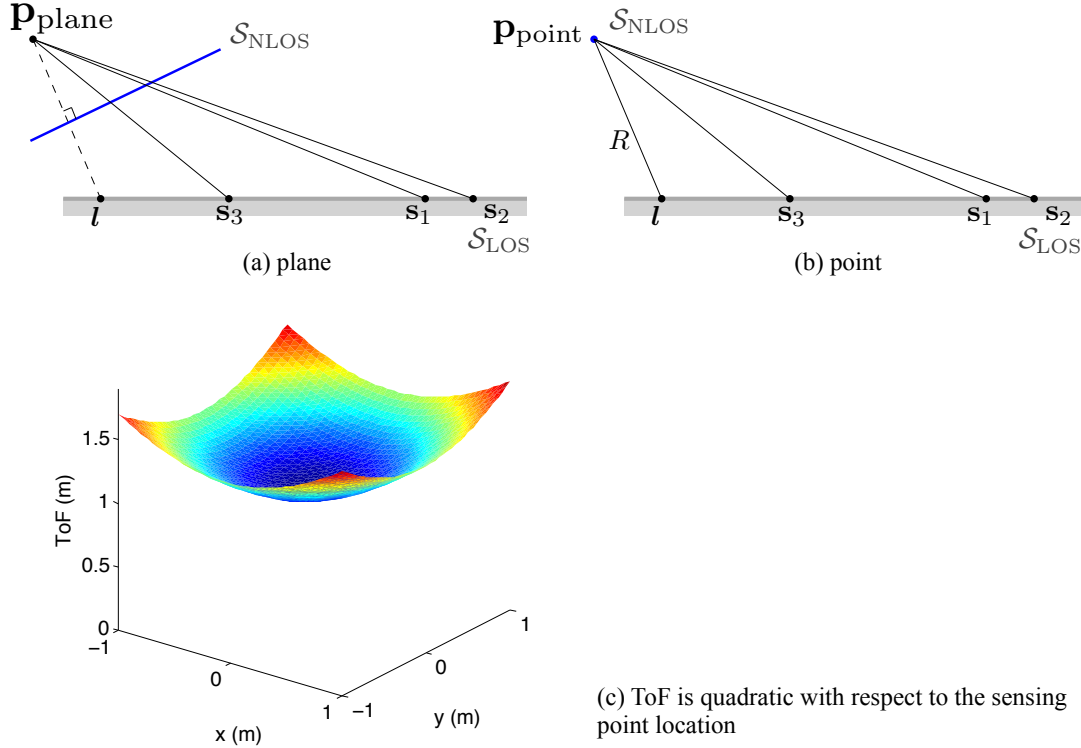 p_plane
S_NLOS
l
s_3
s_1
s_2
S_LOS
(a) plane
p_point
S_NLOS
R
l
s_3
s_1
s_2
S_LOS
(b) point
ToF (m)
1.5
1
0.5
0
−1
0
1
x (m)
−1
0
1
y (m)
(c) ToF is quadratic with respect to the sensing
point location